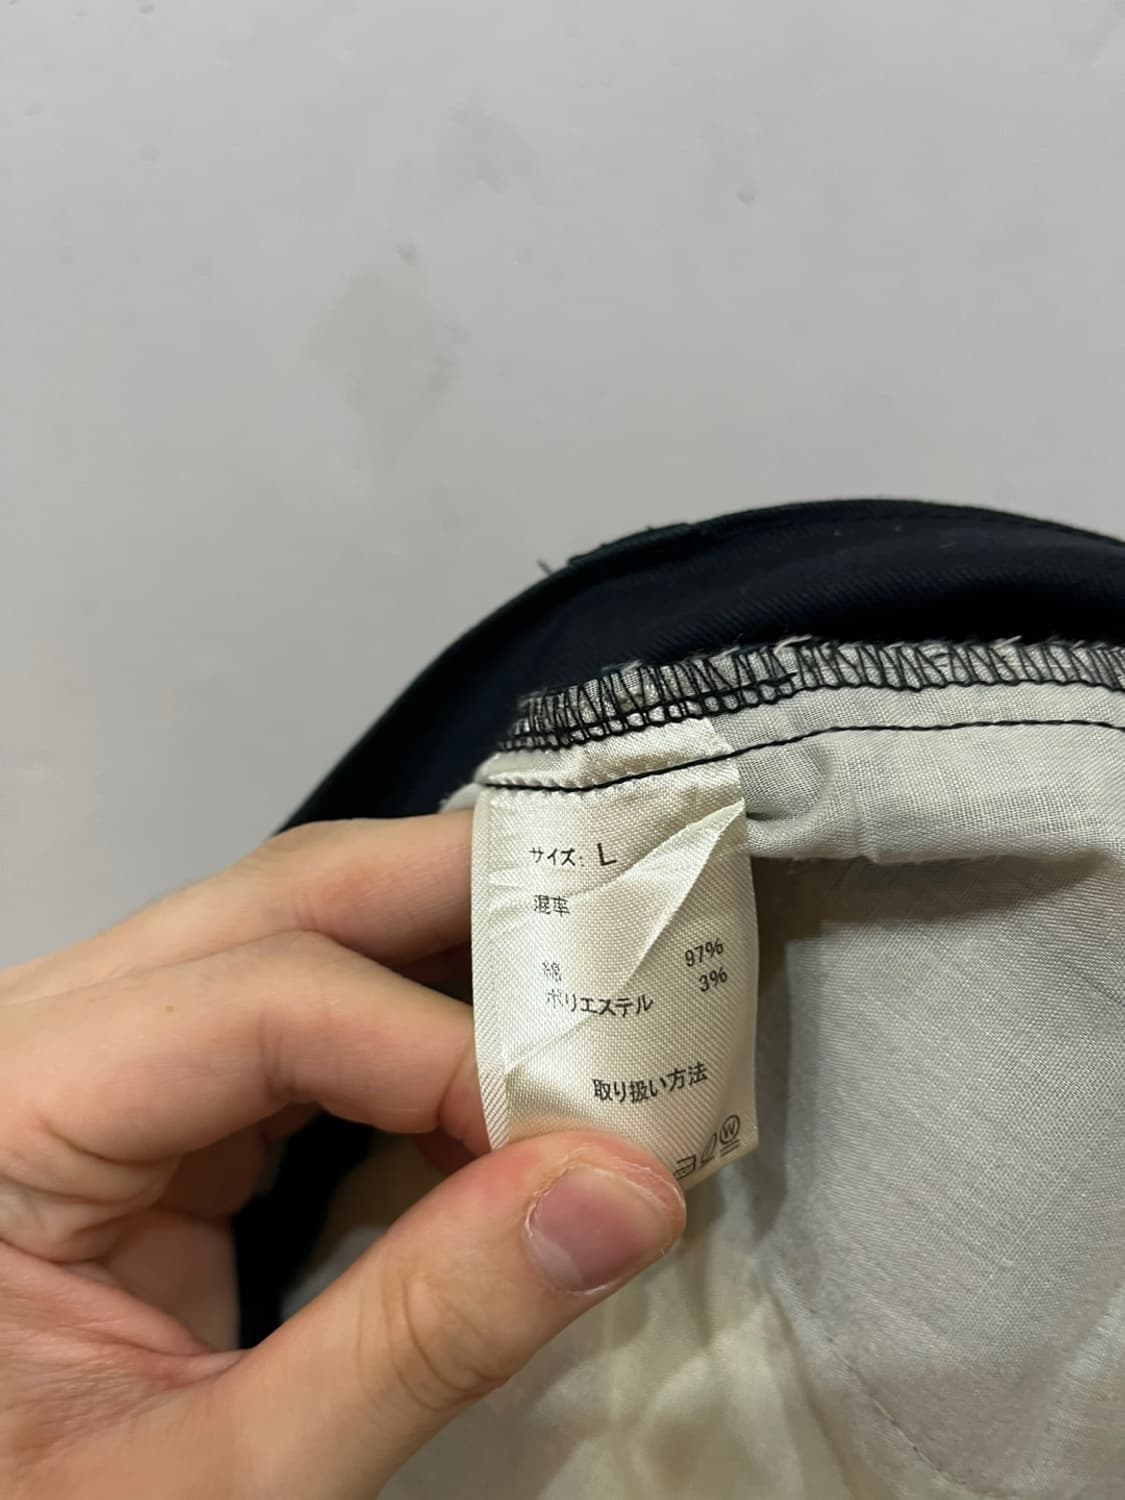 サイズ: L
混率
綿 97%
ポリエステル 3%
取り扱い方法
W